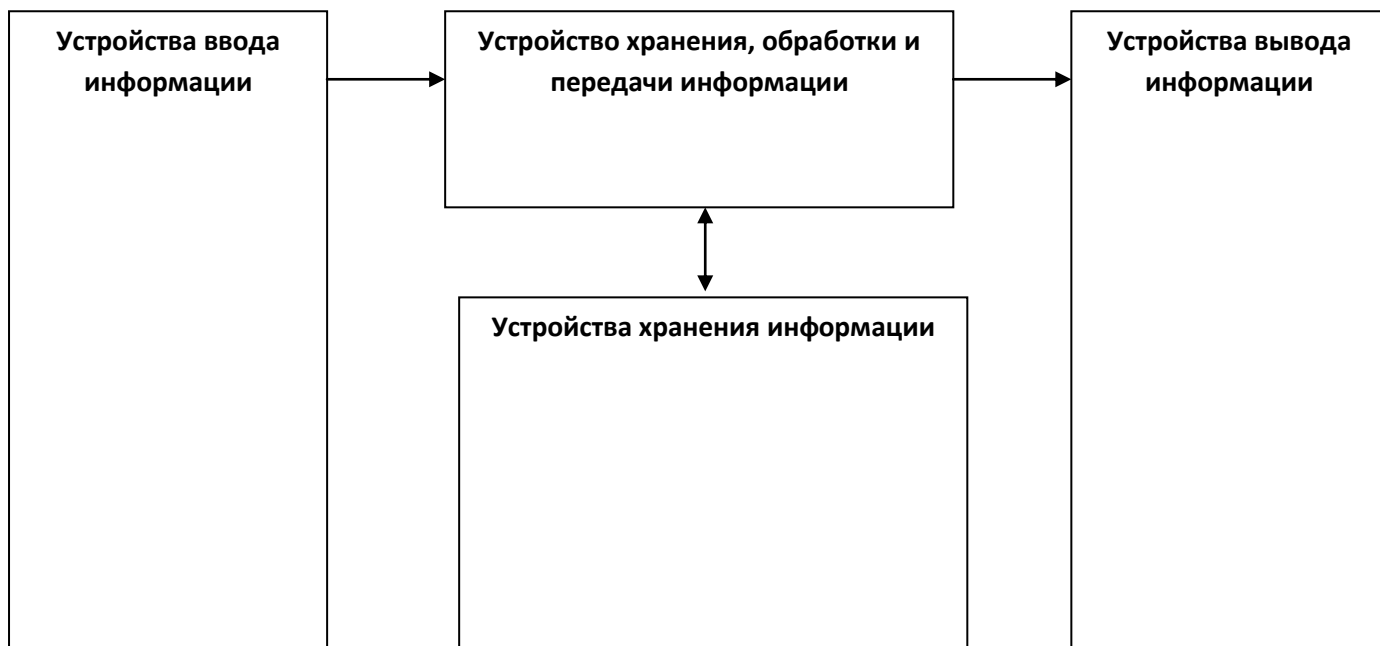 Устройства ввода
информации
Устройство хранения, обработки и
передачи информации
Устройства вывода
информации
Устройства хранения информации